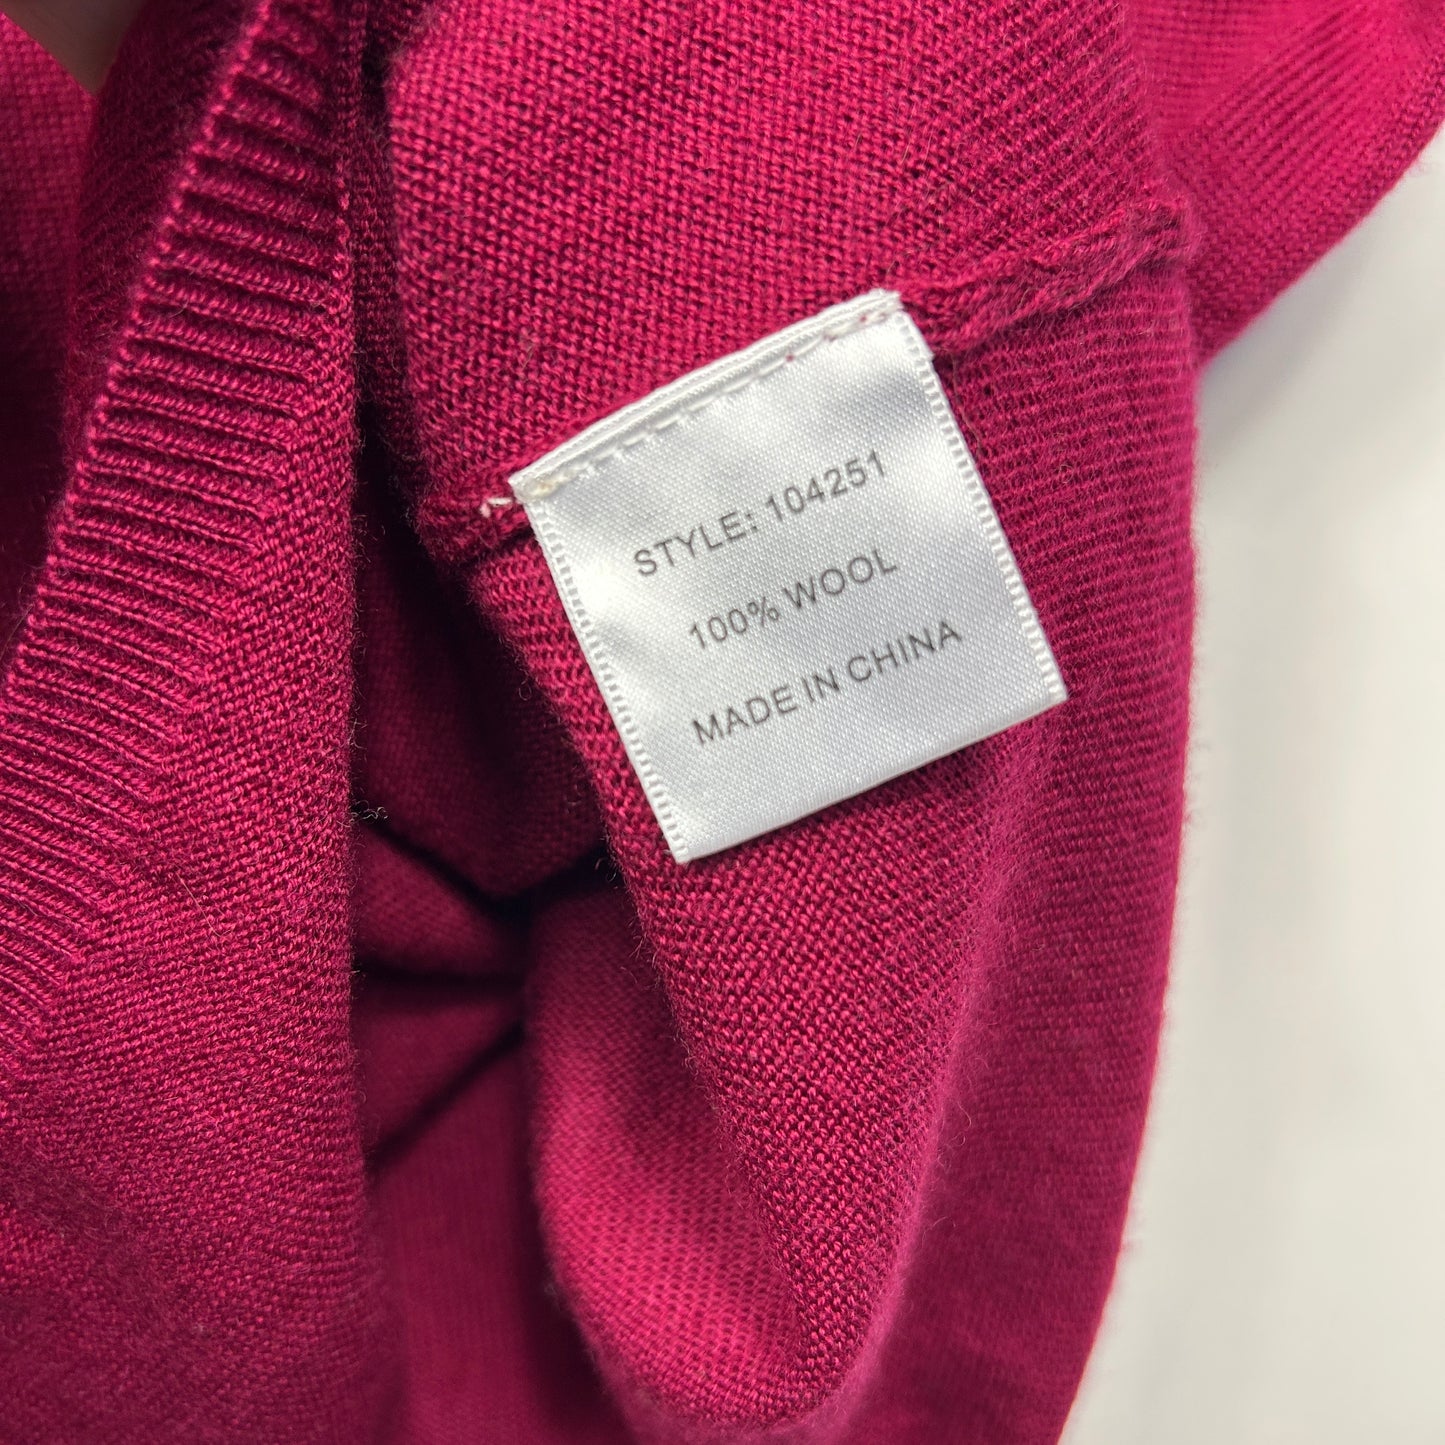 STYLE: 104251
100% WOOL
MADE IN CHINA